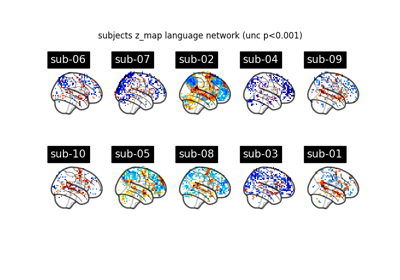 subjects z_map language network (unc p<0.001)
sub-06 sub-07 sub-02 sub-04 sub-09
sub-10 sub-05 sub-08 sub-03 sub-01